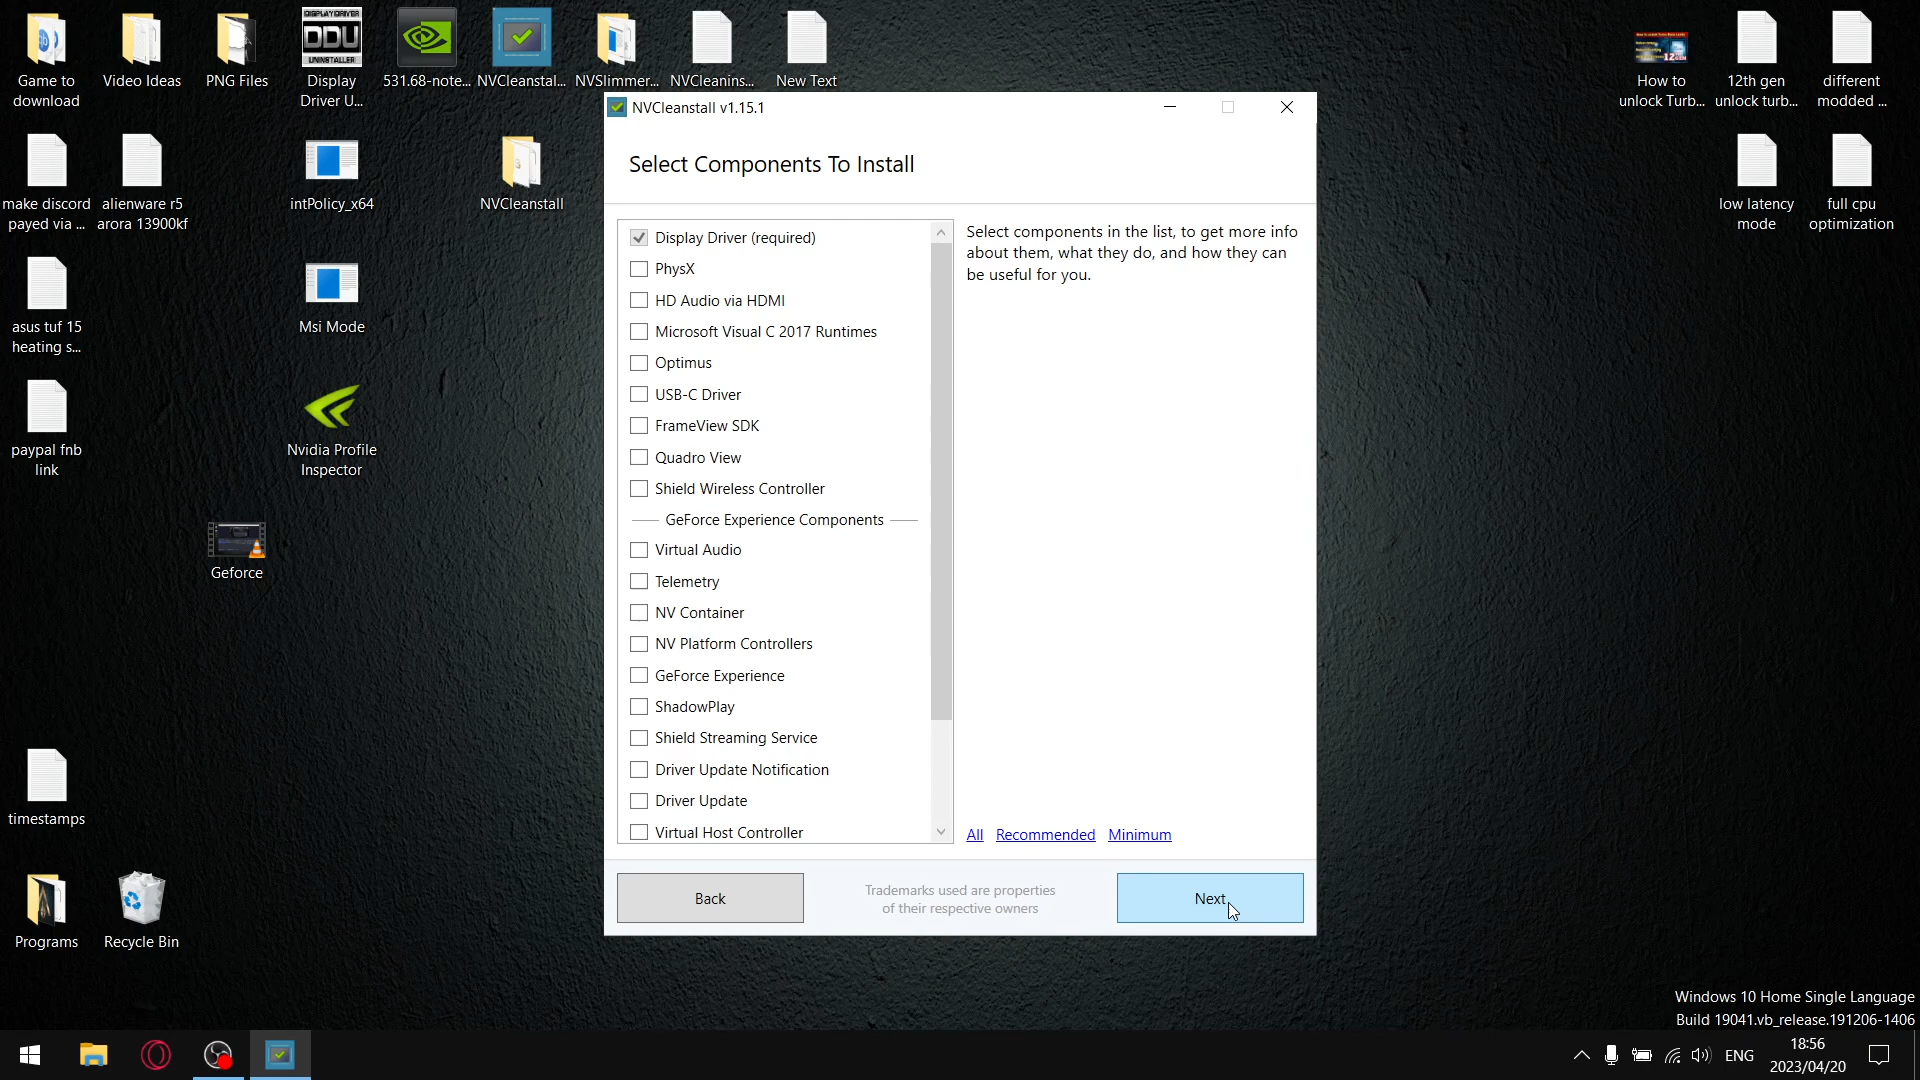 Game to
download
Video Ideas
PNG Files
DISPLAY DRIVER
DDU
UNINSTALLER
Display
Driver U...
531.68-note...
NVCleanstal...
NVSlimmer...
NVCleanins...
New Text
How to
unlock Turb...
12th gen
unlock turb...
different
modded ...
make discord
payed via ...
alienware r5
arora 13900kf
intPolicy_x64
NVCleanstall
low latency
mode
full cpu
optimization
asus tuf 15
heating s...
Msi Mode
paypal fnb
link
Nvidia Profile
Inspector
Geforce
timestamps
Programs
Recycle Bin
NVCleanstall v1.15.1
Select Components To Install
Display Driver (required)
PhysX
HD Audio via HDMI
Microsoft Visual C 2017 Runtimes
Optimus
USB-C Driver
FrameView SDK
Quadro View
Shield Wireless Controller
GeForce Experience Components
Virtual Audio
Telemetry
NV Container
NV Platform Controllers
GeForce Experience
ShadowPlay
Shield Streaming Service
Driver Update Notification
Driver Update
Virtual Host Controller
Select components in the list, to get more info
about them, what they do, and how they can
be useful for you.
All Recommended Minimum
Back
Trademarks used are properties
of their respective owners
Next
Windows 10 Home Single Language
Build 19041.vb_release.191206-1406
ENG
18:56
2023/04/20